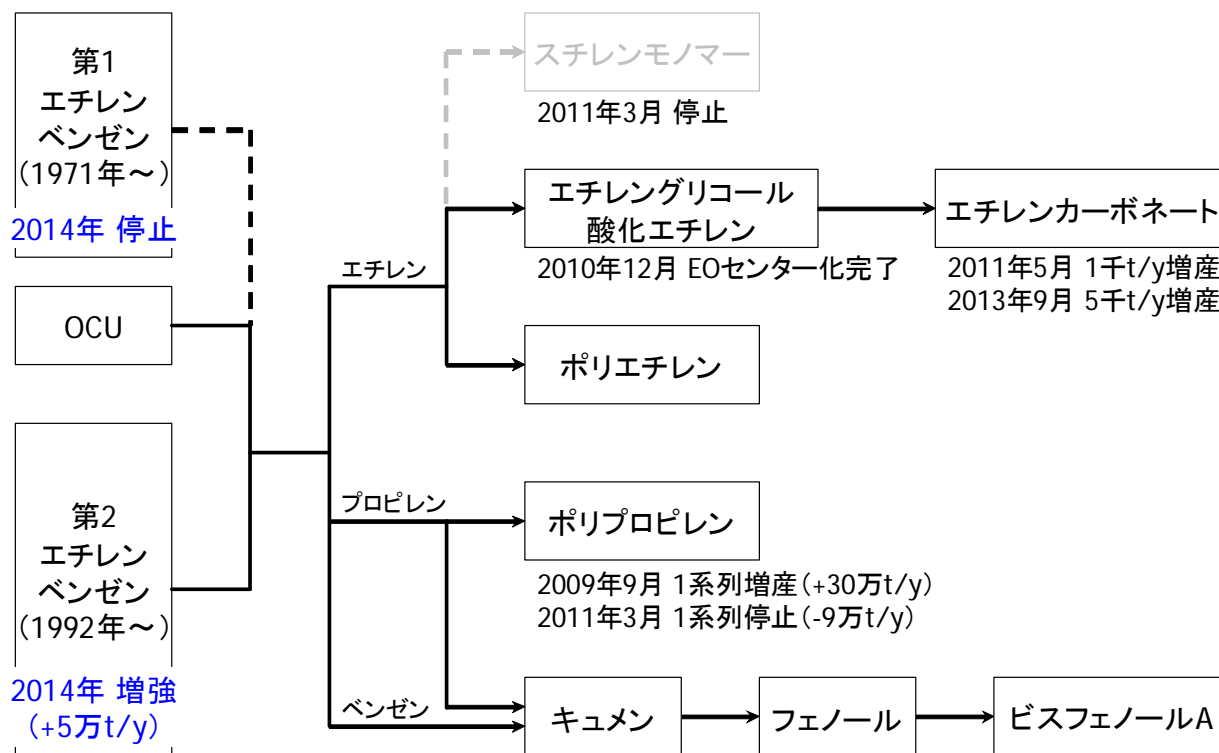 第1
エチレン
ベンゼン
（1971年～）
2014年 停止
OCU
第2
エチレン
ベンゼン
（1992年～）
2014年 増強
（+5万t/y）
エチレン
プロピレン
ベンゼン
スチレンモノマー
2011年3月 停止
エチレングリコール
酸化エチレン
2010年12月 EOセンター化完了
エチレンカーボネート
2011年5月 1千t/y増産
2013年9月 5千t/y増産
ポリエチレン
ポリプロピレン
2009年9月 1系列増産（+30万t/y）
2011年3月 1系列停止（-9万t/y）
キュメン
フェノール
ビスフェノールA